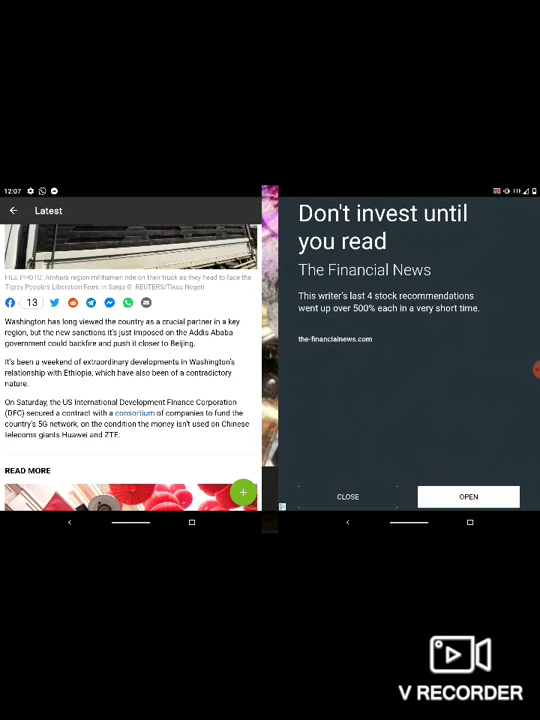 12:07
Latest
FILE PHOTO: Amhara region militiamen ride on their truck as they head to face the
Tigray People's Liberation Front, in Sanja © REUTERS/Tiksa Negeri
13
Washington has long viewed the country as a crucial partner in a key
region, but the new sanctions it's just imposed on the Addis Ababa
government could backfire and push it closer to Beijing.
It's been a weekend of extraordinary developments in Washington's
relationship with Ethiopia, which have also been of a contradictory
nature.
On Saturday, the US International Development Finance Corporation
(DFC) secured a contract with a consortium of companies to fund the
country's 5G network, on the condition the money isn't used on Chinese
telecoms giants Huawei and ZTE.
READ MORE
Don't invest until
you read
The Financial News
This writer's last 4 stock recommendations
went up over 500% each in a very short time.
the-financialnews.com
CLOSE
OPEN
V RECORDER